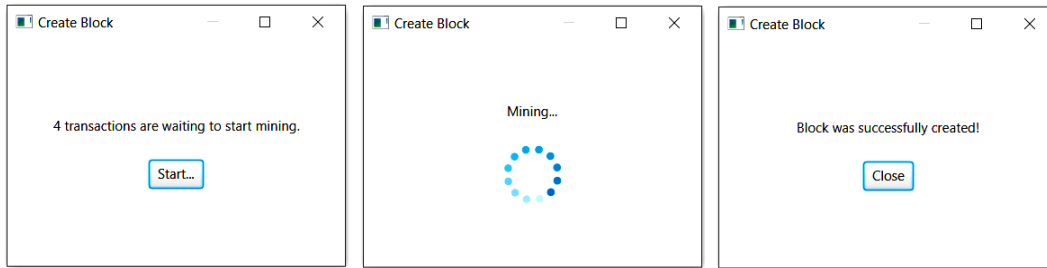 Create Block
4 transactions are waiting to start mining.
Start...
Create Block
Mining...
Create Block
Block was successfully created!
Close